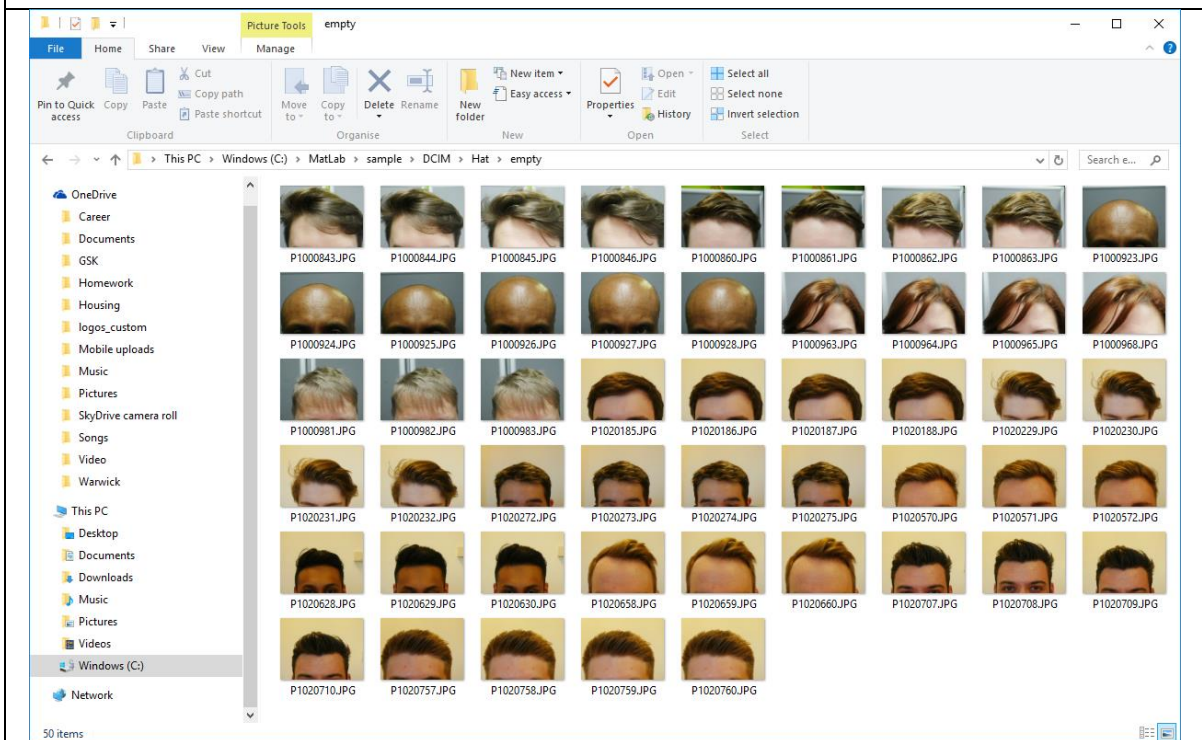 Picture Tools empty
File Home Share View Manage
Pin to Quick access
Copy
Paste
Cut
Copy path
Paste shortcut
Clipboard
Move to
Copy to
Delete
Rename
Organise
New folder
New item
Easy access
New
Properties
Open
Edit
History
Open
Select all
Select none
Invert selection
Select
This PC > Windows (C:) > MatLab > sample > DCIM > Hat > empty
Search e...
OneDrive
Career
Documents
GSK
Homework
Housing
logos_custom
Mobile uploads
Music
Pictures
SkyDrive camera roll
Songs
Video
Warwick
This PC
Desktop
Documents
Downloads
Music
Pictures
Videos
Windows (C:)
Network
P1000843.JPG P1000844.JPG P1000845.JPG P1000846.JPG P1000860.JPG P1000861.JPG P1000862.JPG P1000863.JPG P1000923.JPG
P1000924.JPG P1000925.JPG P1000926.JPG P1000927.JPG P1000928.JPG P1000963.JPG P1000964.JPG P1000965.JPG P1000968.JPG
P1000981.JPG P1000982.JPG P1000983.JPG P1020185.JPG P1020186.JPG P1020187.JPG P1020188.JPG P1020229.JPG P1020230.JPG
P1020231.JPG P1020232.JPG P1020272.JPG P1020273.JPG P1020274.JPG P1020275.JPG P1020570.JPG P1020571.JPG P1020572.JPG
P1020628.JPG P1020629.JPG P1020630.JPG P1020658.JPG P1020659.JPG P1020660.JPG P1020707.JPG P1020708.JPG P1020709.JPG
P1020710.JPG P1020757.JPG P1020758.JPG P1020759.JPG P1020760.JPG
50 items